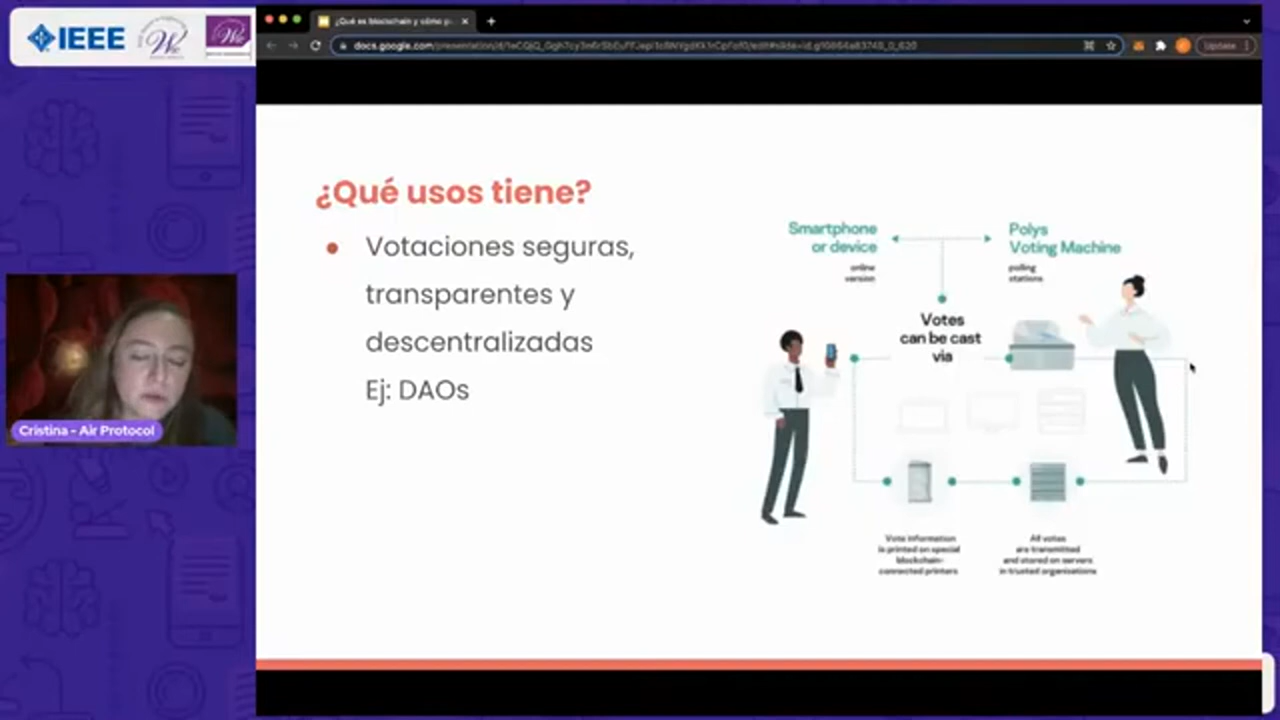 IEEE
Wie
Wie
¿Qué es blockchain y cómo
docs.google.com
Update
¿Qué usos tiene?
Votaciones seguras,
transparentes y
descentralizadas
Ej: DAOs
Smartphone
or device
online
version
Polys
Voting Machine
polling
stations
Votes
can be cast
via
Vote information
is printed on special
blockchain-
connected printers
All votes
are transmitted
and stored on servers
in trusted organisations
Cristina - Air Protocol